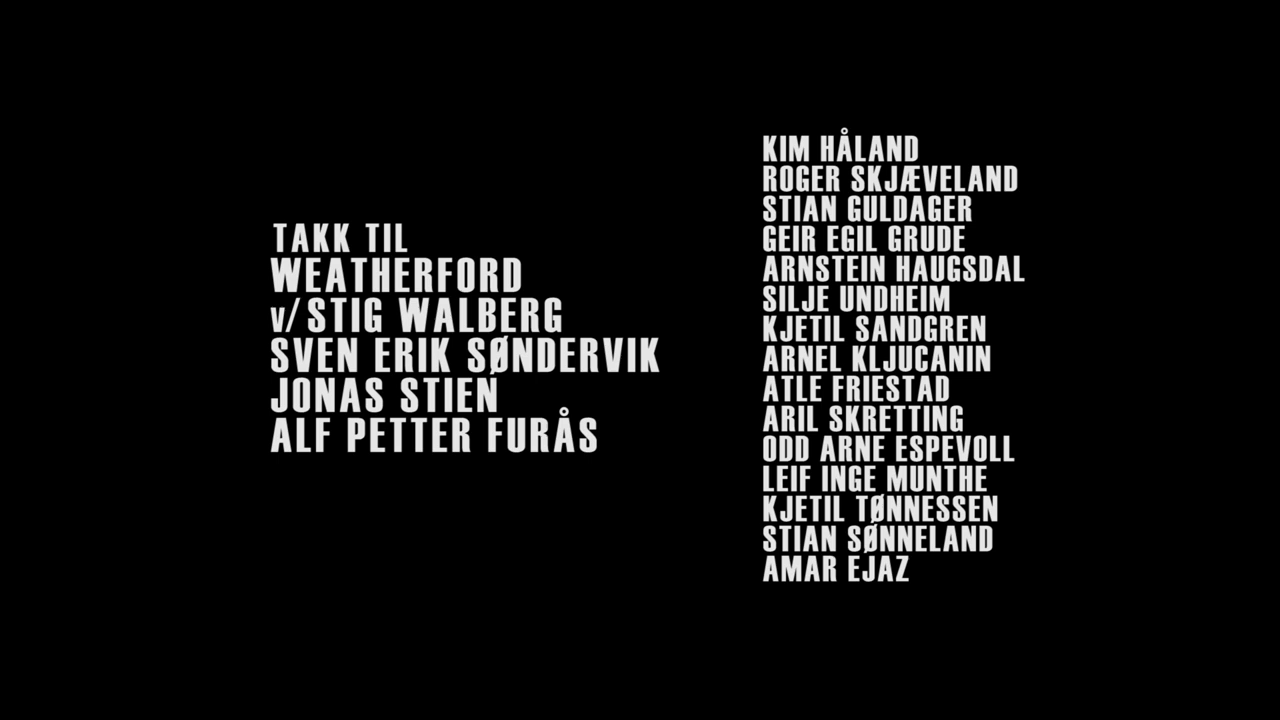 TAKK TIL
WEATHERFORD
v/STIG WALBERG
SVEN ERIK SØNDERVIK
JONAS STIEN
ALF PETTER FURÅS
KIM HÅLAND
ROGER SKJÆVELAND
STIAN GULDAGER
GEIR EGIL GRUDE
ARNSTEIN HAUGSDAL
SILJE UNDHEIM
KJETIL SANDGREN
ARNEL KLJUCANIN
ATLE FRIESTAD
ARIL SKRETTING
ODD ARNE ESPEVOLL
LEIF INGE MUNTHE
KJETIL TØNNESSEN
STIAN SØNNELAND
AMAR EJAZ